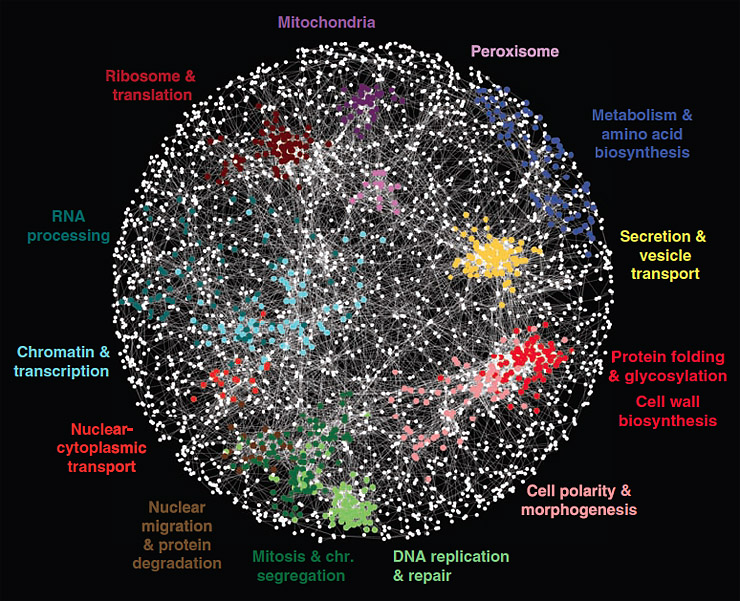 Mitochondria
Peroxisome
Ribosome &
translation
Metabolism &
amino acid
biosynthesis
RNA
processing
Secretion &
vesicle
transport
Chromatin &
transcription
Protein folding
& glycosylation
Cell wall
biosynthesis
Nuclear-
cytoplasmic
transport
Cell polarity &
morphogenesis
Nuclear
migration
& protein
degradation
Mitosis & chr.
segregation
DNA replication
& repair